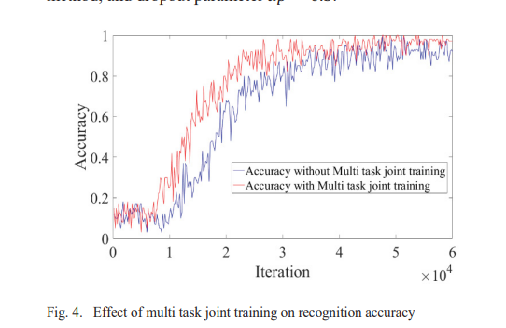 1
0.8
0.6
0.4
0.2
0
Accuracy
Accuracy without Multi task joint training
Accuracy with Multi task joint training
0 1 2 3 4 5 6
Iteration
×10⁴
Fig. 4. Effect of multi task joint training on recognition accuracy